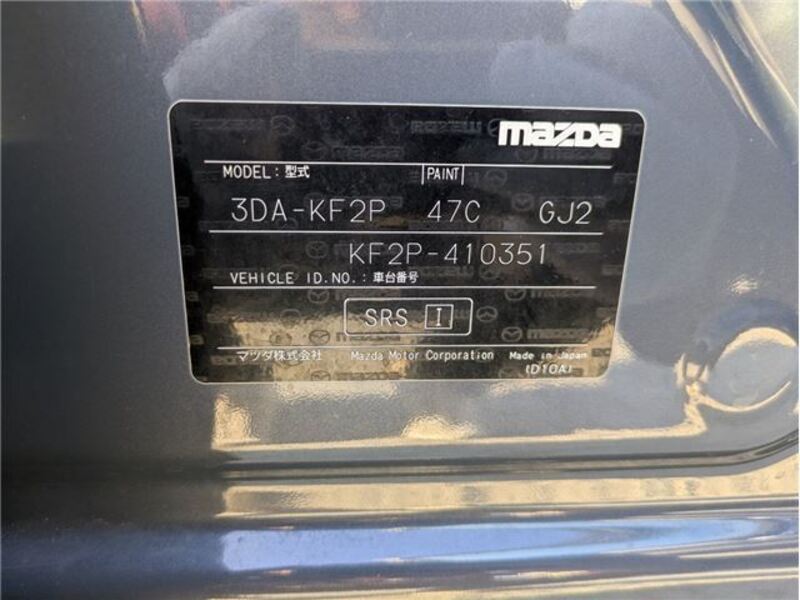 mazda
MODEL : 型式 PAINT
3DA-KF2P 47C GJ2
KF2P-410351
VEHICLE ID.NO. : 車台番号
SRS I
マツダ株式会社 Mazda Motor Corporation Made in Japan
(D10A)